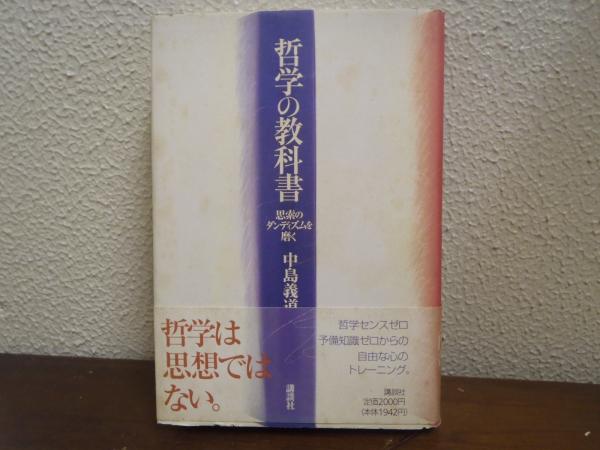 哲学の教科書
思索の
ダンディズムを
磨く
中島義道
哲学は
思想では
ない。
講談社
哲学センスゼロ
予備知識ゼロからの
自由な心の
トレーニング。
講談社
定価2000円
(本体1942円)